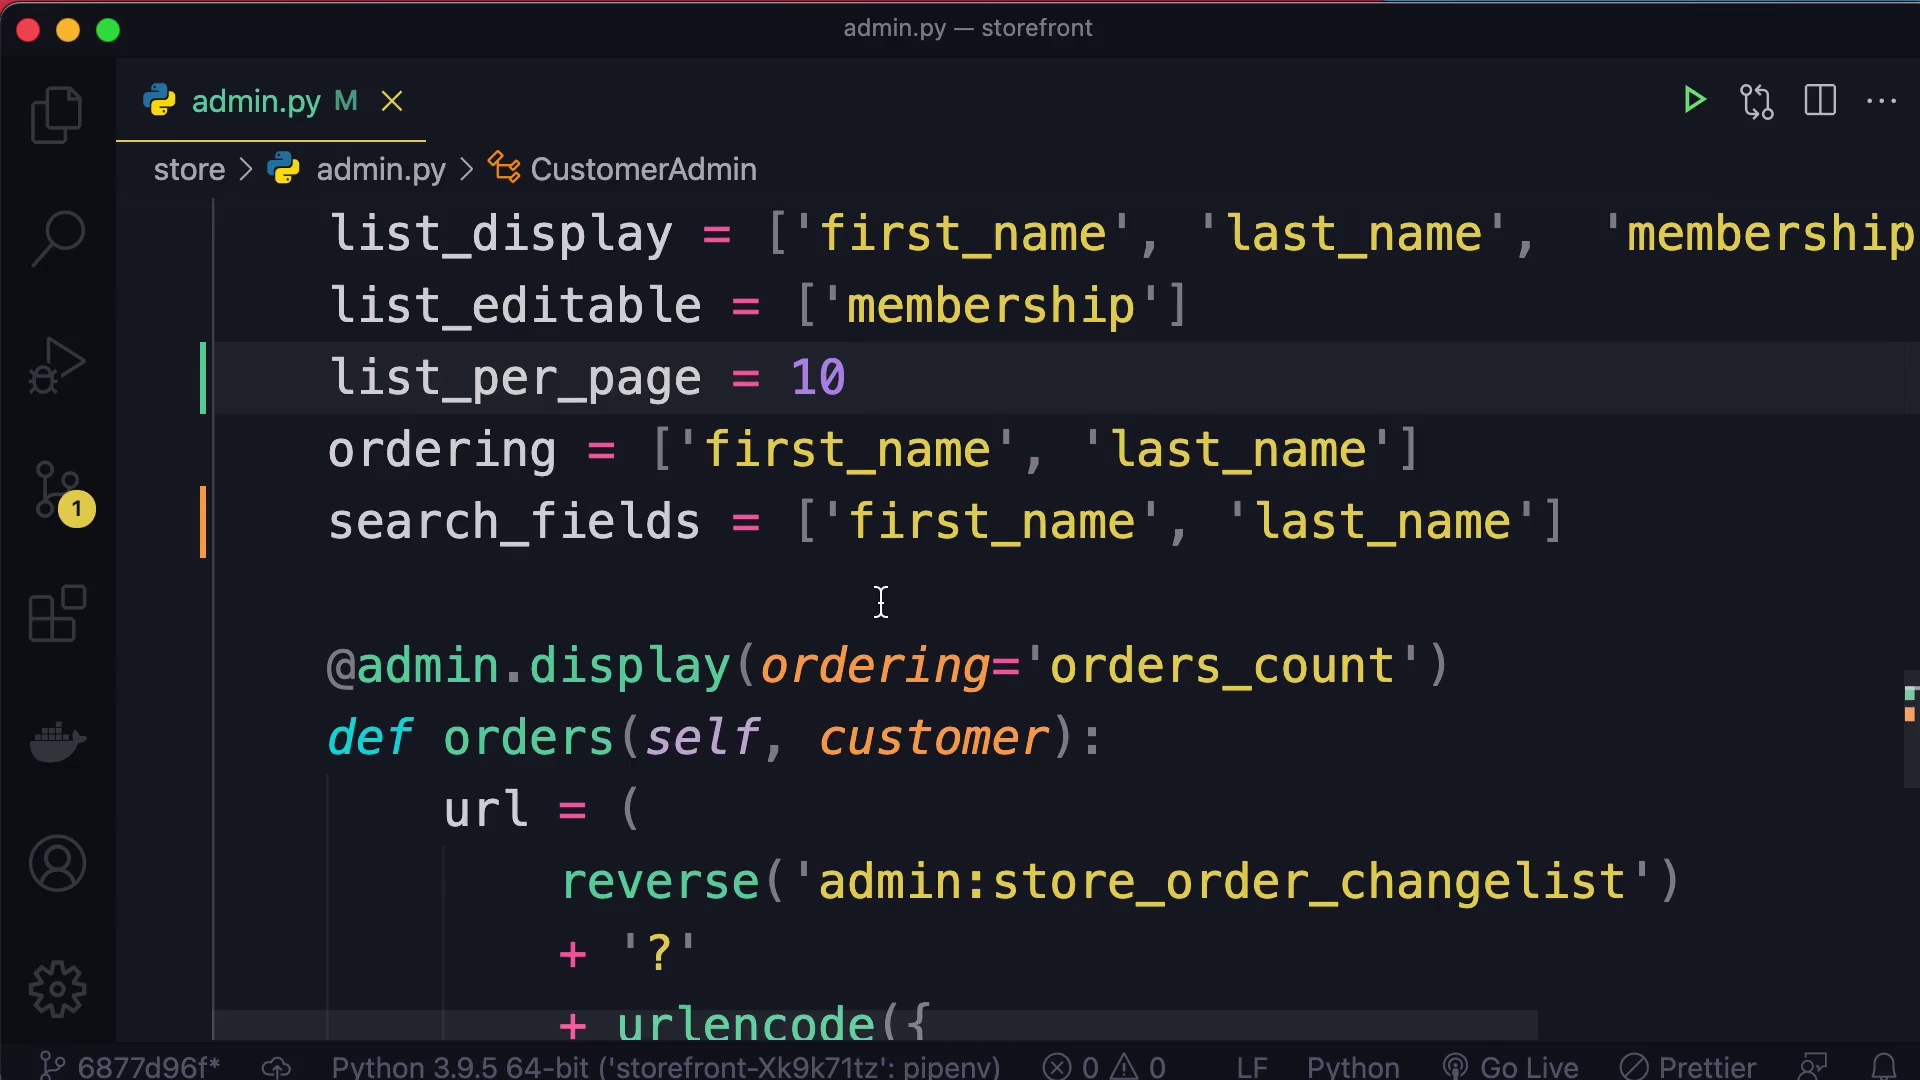 admin.py — storefront
admin.py M
store > admin.py > CustomerAdmin
list_display = ['first_name', 'last_name',  'membership
list_editable = ['membership']
list_per_page = 10
ordering = ['first_name', 'last_name']
search_fields = ['first_name', 'last_name']
@admin.display(ordering='orders_count')
def orders(self, customer):
url = (
reverse('admin:store_order_changelist')
+ '?'
+ urlencode({
1
6877d96f* Python 3.9.5 64-bit ('storefront-Xk9k71tz': pipenv) 0 0 LF Python Go Live Prettier